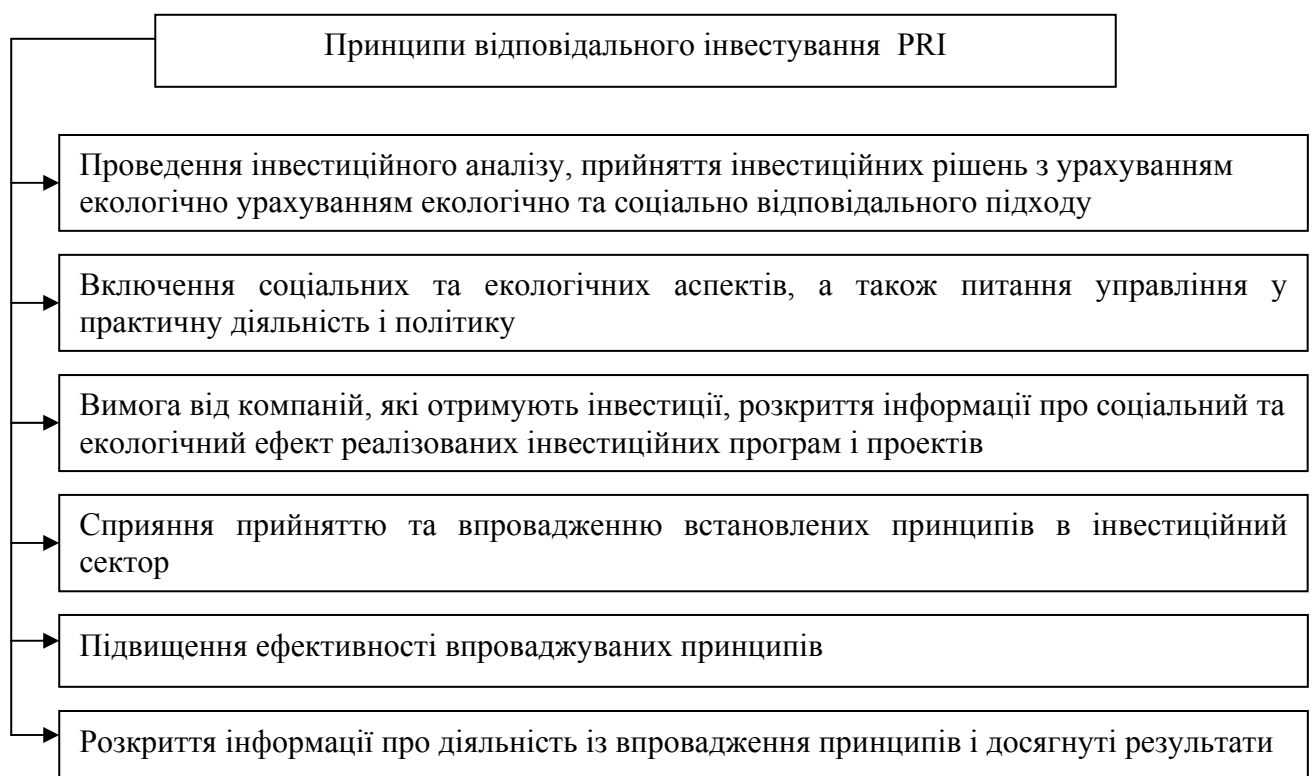 Принципи відповідального інвестування PRI
Проведення інвестиційного аналізу, прийняття інвестиційних рішень з урахуванням
екологічно урахуванням екологічно та соціально відповідального підходу
Включення соціальних та екологічних аспектів, а також питання управління у
практичну діяльність і політику
Вимога від компаній, які отримують інвестиції, розкриття інформації про соціальний та
екологічний ефект реалізованих інвестиційних програм і проектів
Сприяння прийняттю та впровадженню встановлених принципів в інвестиційний
сектор
Підвищення ефективності впроваджуваних принципів
Розкриття інформації про діяльність із впровадження принципів і досягнуті результати